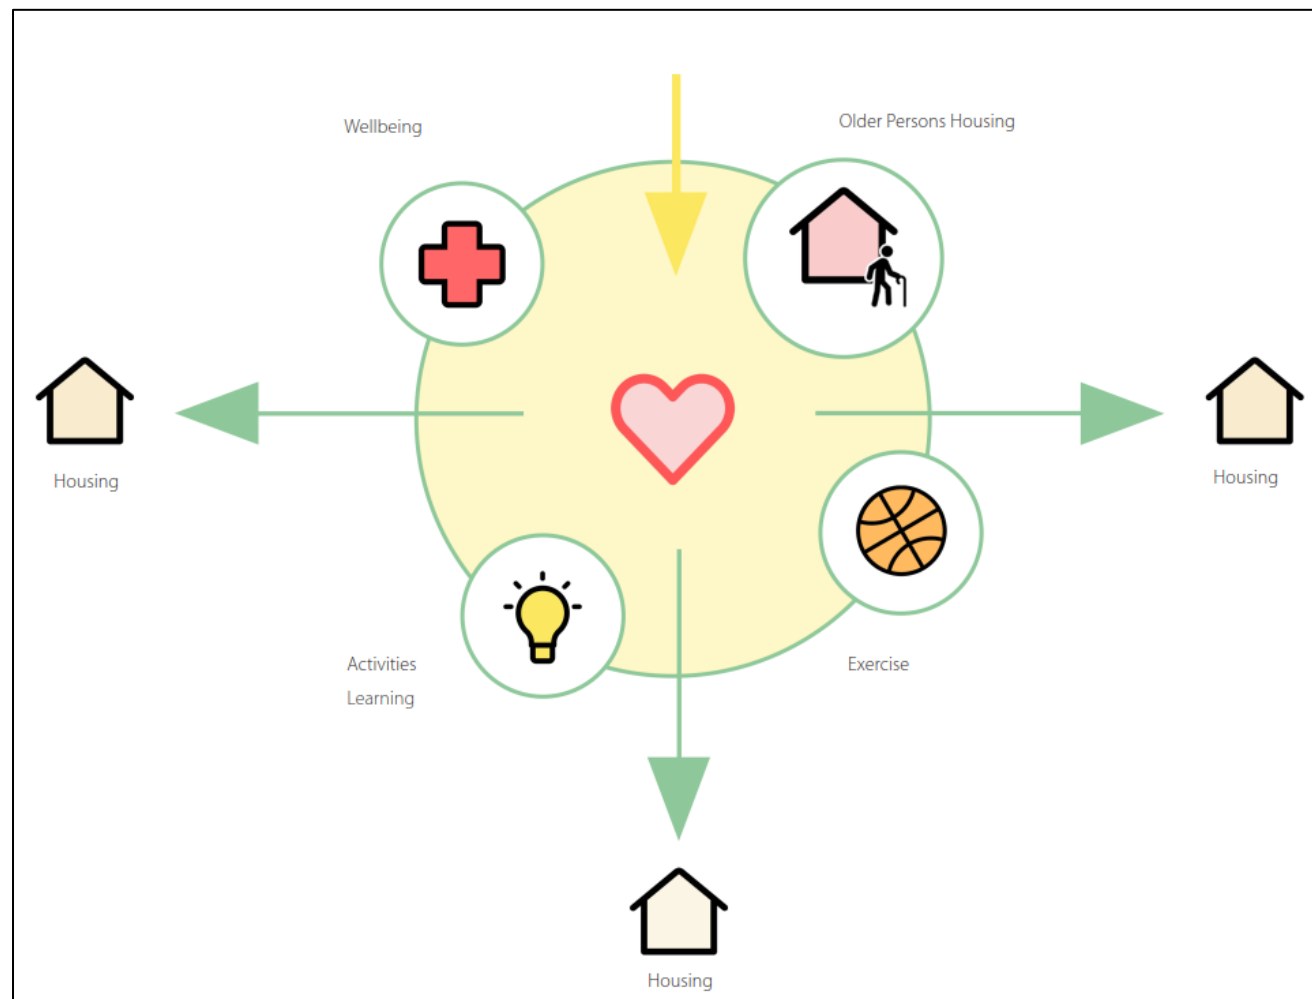 Wellbeing
Older Persons Housing
Housing
Housing
Activities
Learning
Exercise
Housing